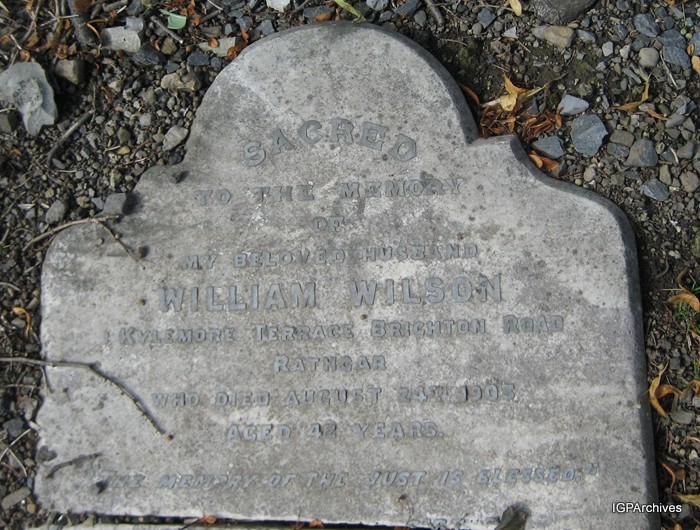 SACRED
TO THE MEMORY
OF
MY BELOVED HUSBAND
WILLIAM WILSON
1 KYLEMORE TERRACE BRIGHTON ROAD
RATHGAR
WHO DIED AUGUST 24TH 1903
AGED 42 YEARS.
"THE MEMORY OF THE JUST IS BLESSED."
IGPArchives